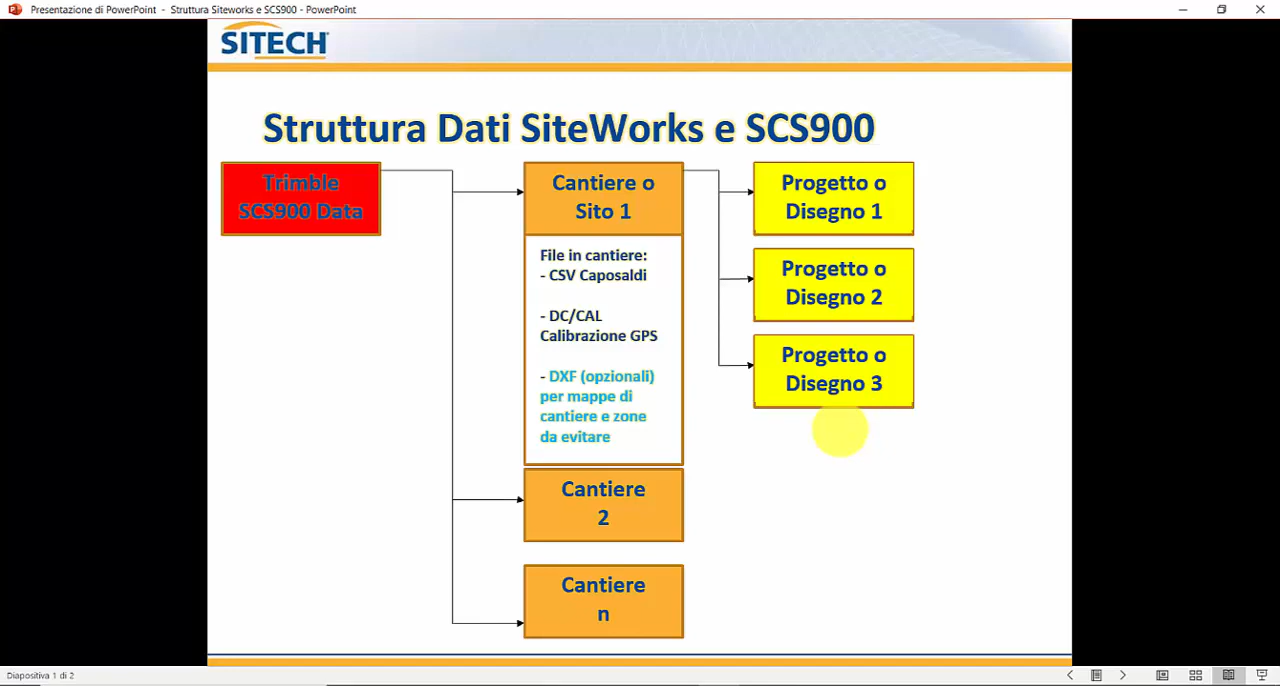 Presentazione di PowerPoint - Struttura Siteworks e SCS900 - PowerPoint
SITECH
Struttura Dati SiteWorks e SCS900
Trimble
SCS900 Data
Cantiere o
Sito 1
File in cantiere:
- CSV Caposaldi
- DC/CAL
Calibrazione GPS
- DXF (opzionali)
per mappe di
cantiere e zone
da evitare
Cantiere
2
Cantiere
n
Progetto o
Disegno 1
Progetto o
Disegno 2
Progetto o
Disegno 3
Diapositiva 1 di 2